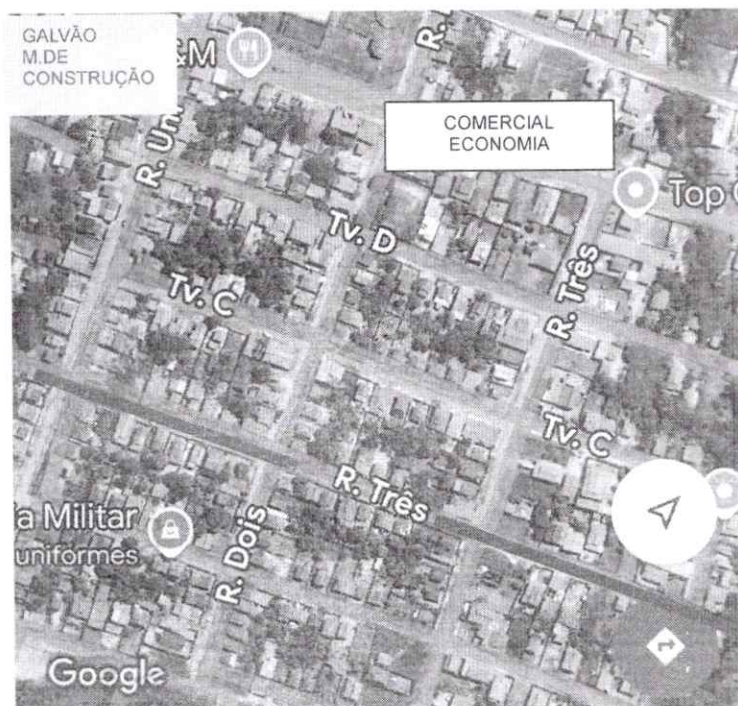 GALVÃO
M.DE
CONSTRUÇÃO
&M
COMERCIAL
ECONOMIA
Top
Tv. D
Tv. C
R. Três
Tv. C
R. Três
a Militar
uniformes
R. Dois
Google